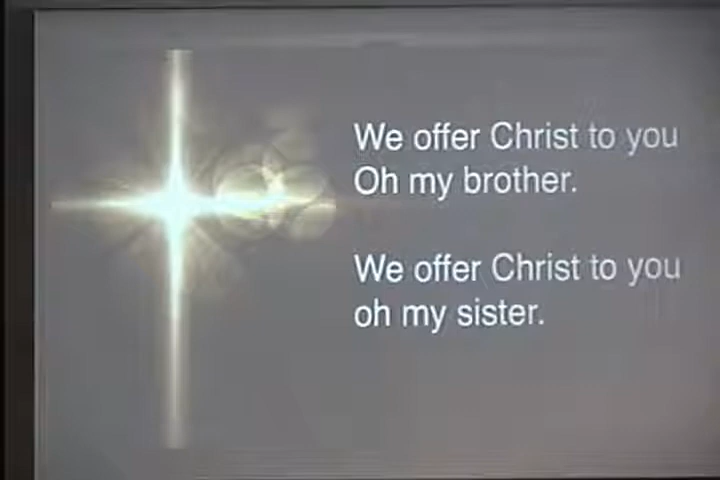 We offer Christ to you
Oh my brother.
We offer Christ to you
oh my sister.